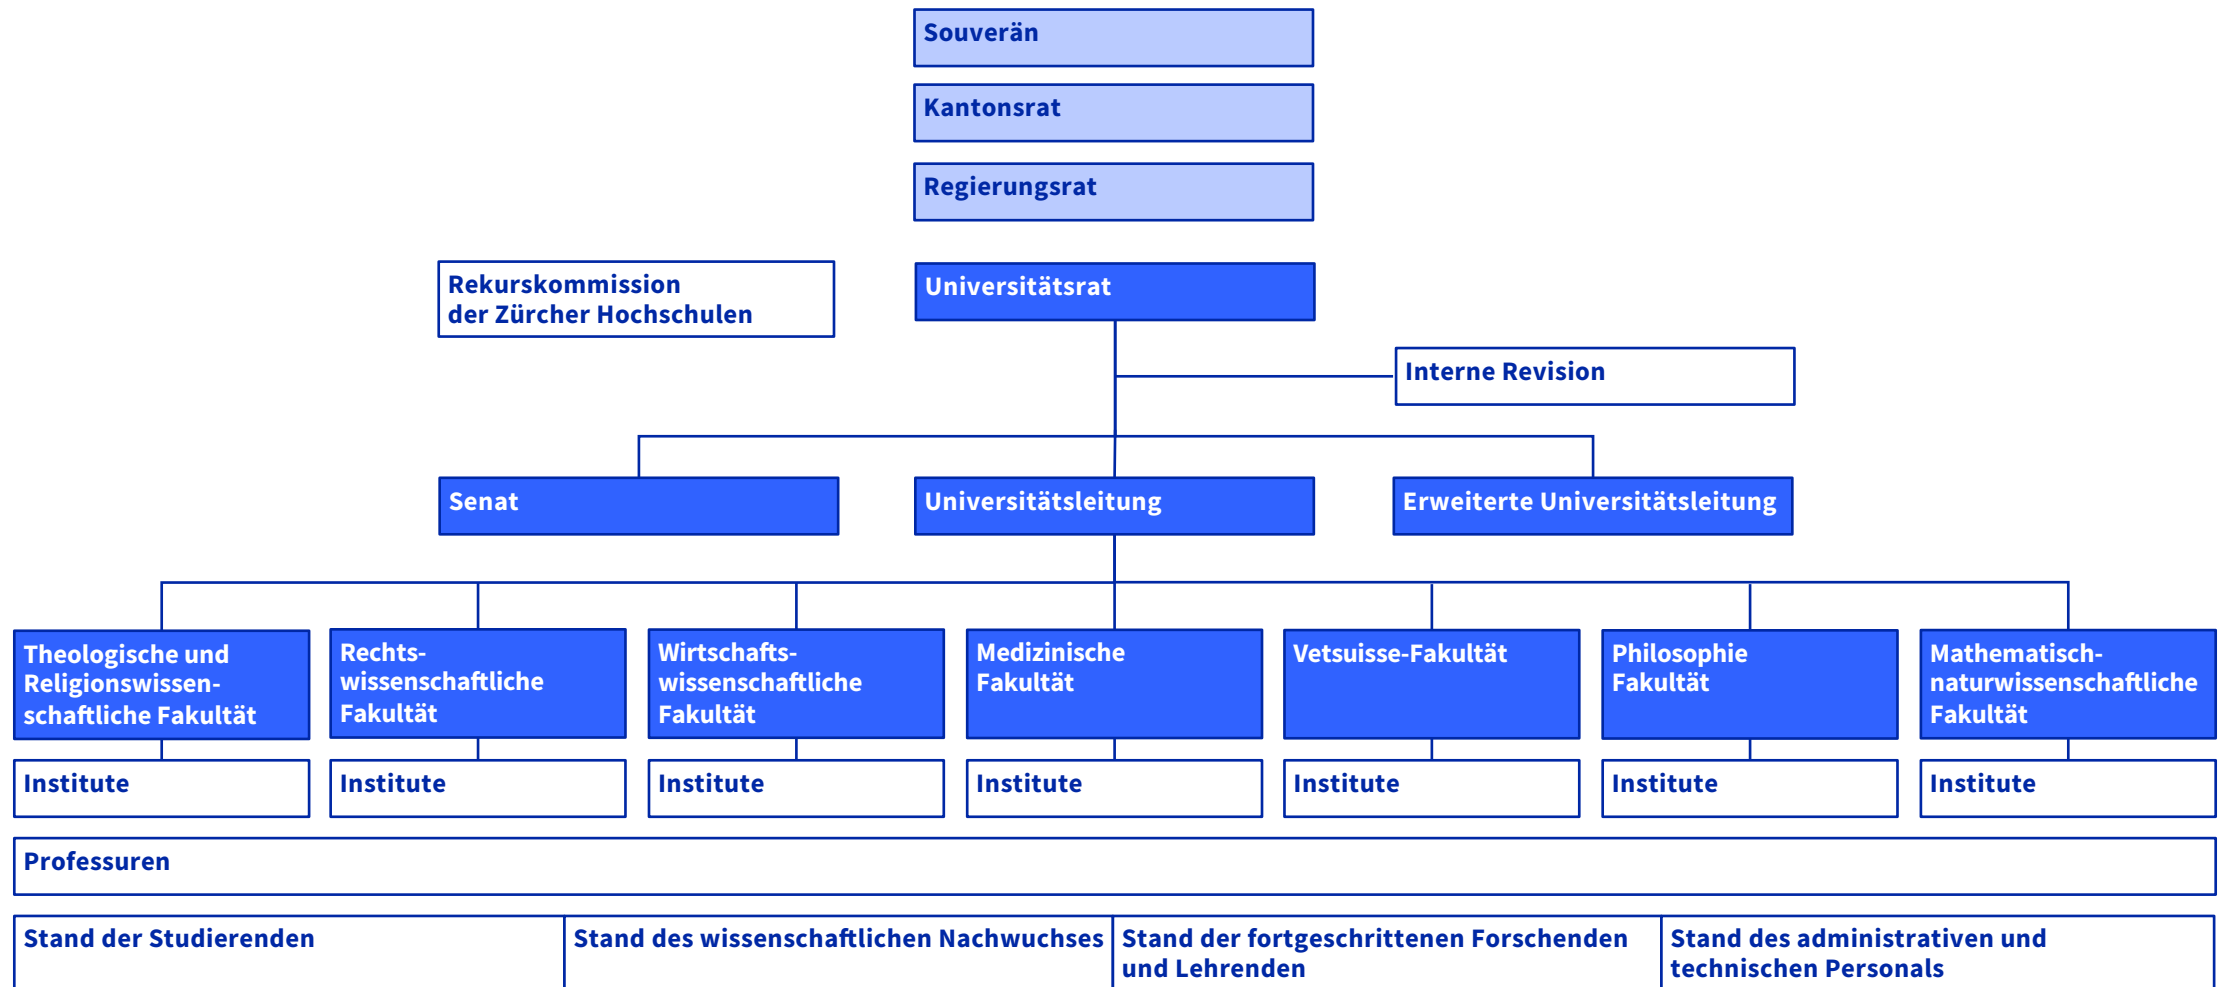 Souverän
Kantonsrat
Regierungsrat
Rekurskommission
der Zürcher Hochschulen
Universitätsrat
Interne Revision
Senat
Universitätsleitung
Erweiterte Universitätsleitung
Theologische und
Religionswissen-
schaftliche Fakultät
Rechts-
wissenschaftliche
Fakultät
Wirtschafts-
wissenschaftliche
Fakultät
Medizinische
Fakultät
Vetsuisse-Fakultät
Philosophie
Fakultät
Mathematisch-
naturwissenschaftliche
Fakultät
Institute
Institute
Institute
Institute
Institute
Institute
Institute
Professuren
Stand der Studierenden
Stand des wissenschaftlichen Nachwuchses
Stand der fortgeschrittenen Forschenden
und Lehrenden
Stand des administrativen und
technischen Personals